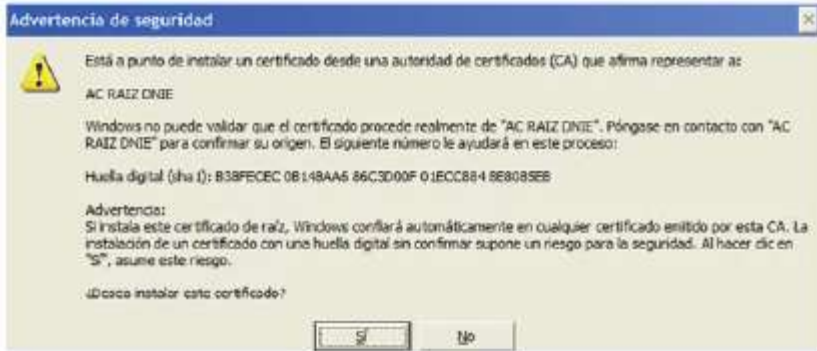 Advertencia de seguridad
Está a punto de instalar un certificado desde una autoridad de certificados (CA) que afirma representar a:
AC RAIZ DNIE
Windows no puede validar que el certificado procede realmente de "AC RAIZ DNIE". Póngase en contacto con "AC
RAIZ DNIE" para confirmar su origen. El siguiente número le ayudará en este proceso:
Huella digital (sha1): B38FECEC 0B148AA6 86C3D00F 01ECC884 8E8085EB
Advertencia:
Si instala este certificado de raíz, Windows confiará automáticamente en cualquier certificado emitido por esta CA. La
instalación de un certificado con una huella digital sin confirmar supone un riesgo para la seguridad. Al hacer clic en
"Sí", asume este riesgo.
¿Desea instalar este certificado?
Sí
No